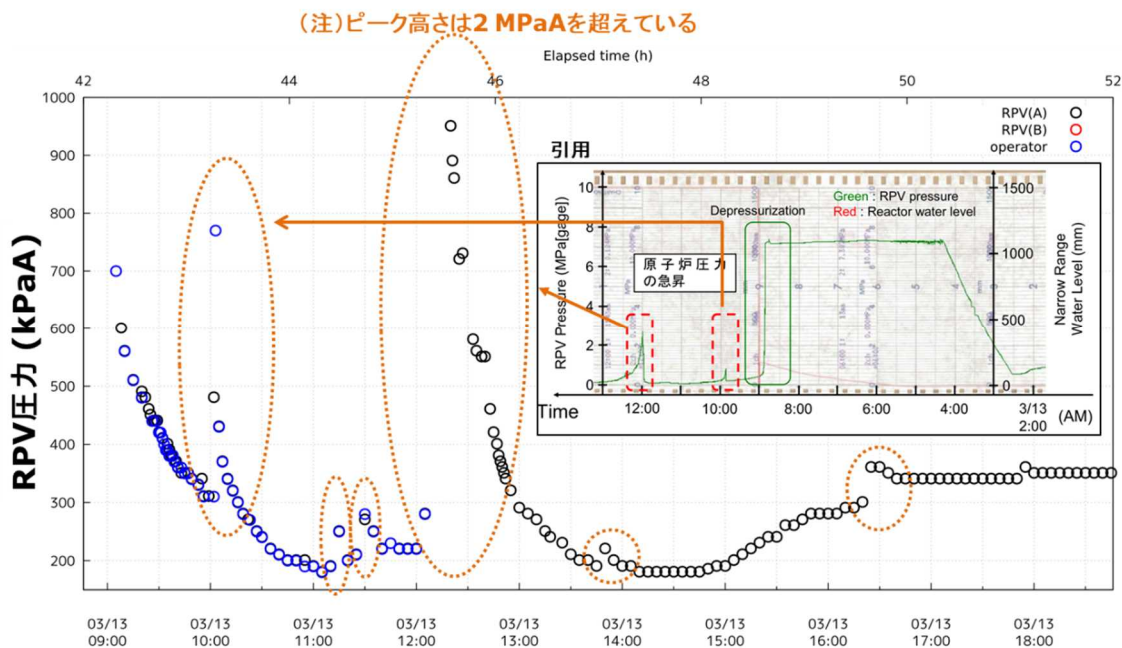 （注）ピーク高さは2 MPaAを超えている
Elapsed time (h)
42 44 46 48 50 52
RPV圧力 (kPaA)
1000
900
800
700
600
500
400
300
200
RPV(A)
RPV(B)
operator
引用
RPV Pressure (MPa[gage])
10
8
6
4
2
0
Green : RPV pressure
Red : Reactor water level
Depressurization
原子炉圧力
の急昇
1500
1000
500
0
Narrow Range
Water Level (mm)
Time 12:00 10:00 8:00 6:00 4:00 3/13
2:00
(AM)
03/13 03/13 03/13 03/13 03/13 03/13 03/13 03/13 03/13 03/13
09:00 10:00 11:00 12:00 13:00 14:00 15:00 16:00 17:00 18:00